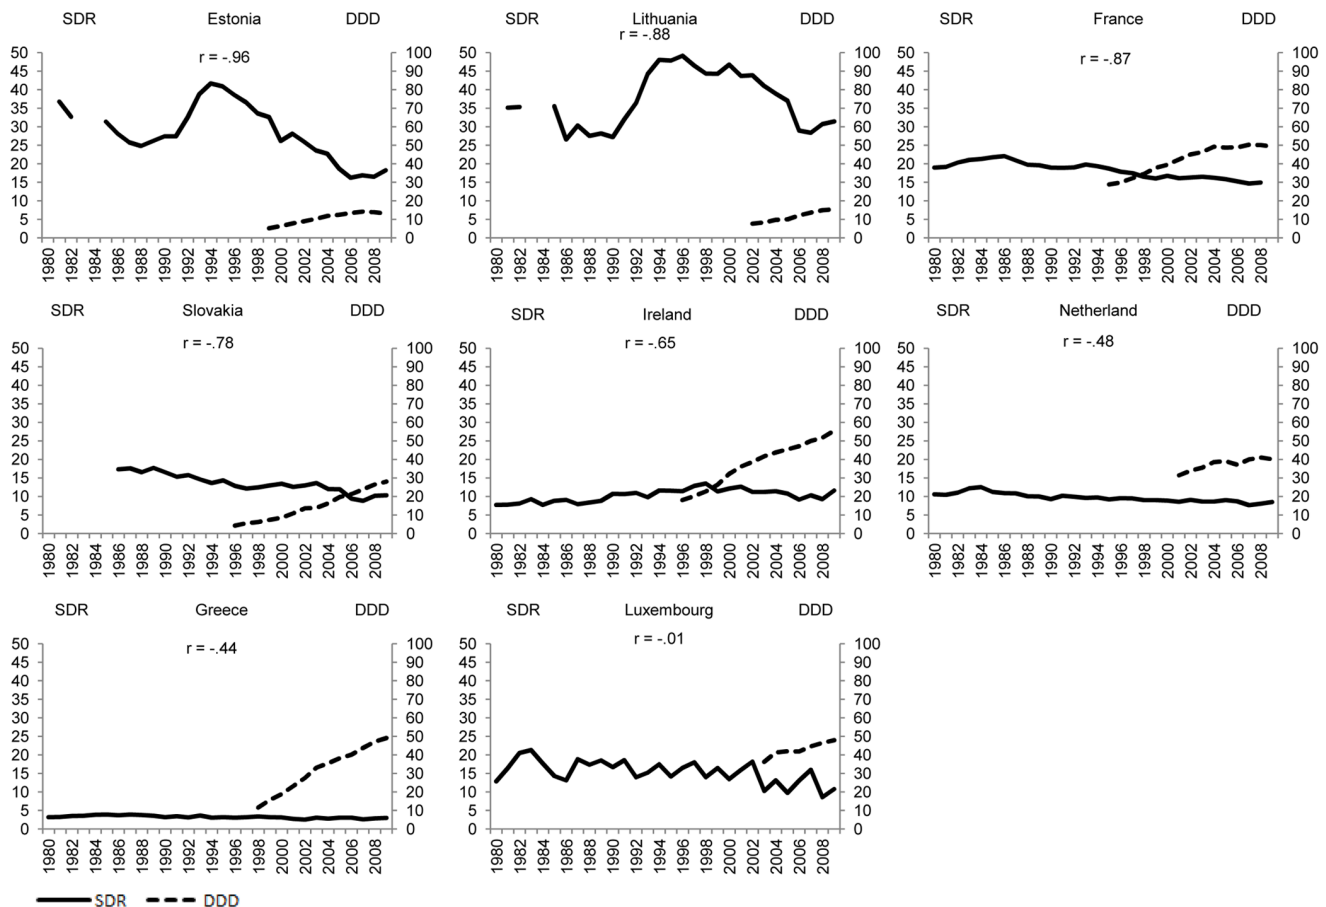 SDR Estonia DDD
r = -.96
50 45 40 35 30 25 20 15 10 5 0
100 90 80 70 60 50 40 30 20 10 0
1980 1982 1984 1986 1988 1990 1992 1994 1996 1998 2000 2002 2004 2006 2008
SDR Lithuania DDD
r = -.88
50 45 40 35 30 25 20 15 10 5 0
100 90 80 70 60 50 40 30 20 10 0
1980 1982 1984 1986 1988 1990 1992 1994 1996 1998 2000 2002 2004 2006 2008
SDR France DDD
r = -.87
50 45 40 35 30 25 20 15 10 5 0
100 90 80 70 60 50 40 30 20 10 0
1980 1982 1984 1986 1988 1990 1992 1994 1996 1998 2000 2002 2004 2006 2008
SDR Slovakia DDD
r = -.78
50 45 40 35 30 25 20 15 10 5 0
100 90 80 70 60 50 40 30 20 10 0
1980 1982 1984 1986 1988 1990 1992 1994 1996 1998 2000 2002 2004 2006 2008
SDR Ireland DDD
r = -.65
50 45 40 35 30 25 20 15 10 5 0
100 90 80 70 60 50 40 30 20 10 0
1980 1982 1984 1986 1988 1990 1992 1994 1996 1998 2000 2002 2004 2006 2008
SDR Netherland DDD
r = -.48
50 45 40 35 30 25 20 15 10 5 0
100 90 80 70 60 50 40 30 20 10 0
1980 1982 1984 1986 1988 1990 1992 1994 1996 1998 2000 2002 2004 2006 2008
SDR Greece DDD
r = -.44
50 45 40 35 30 25 20 15 10 5 0
100 90 80 70 60 50 40 30 20 10 0
1980 1982 1984 1986 1988 1990 1992 1994 1996 1998 2000 2002 2004 2006 2008
SDR Luxembourg DDD
r = -.01
50 45 40 35 30 25 20 15 10 5 0
100 90 80 70 60 50 40 30 20 10 0
1980 1982 1984 1986 1988 1990 1992 1994 1996 1998 2000 2002 2004 2006 2008
SDR DDD